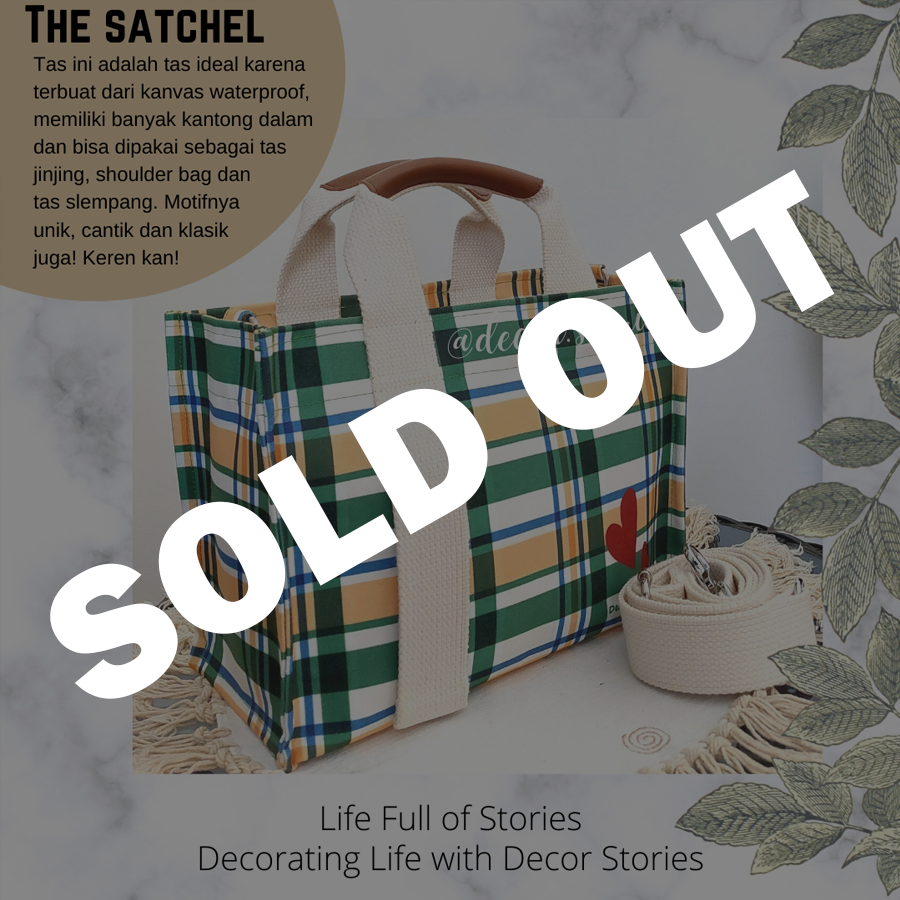 THE SATCHEL
Tas ini adalah tas ideal karena
terbuat dari kanvas waterproof,
memiliki banyak kantong dalam
dan bisa dipakai sebagai tas
jinjing, shoulder bag dan
tas slempang. Motifnya
unik, cantik dan klasik
juga! Keren kan!
SOLD OUT
Life Full of Stories
Decorating Life with Decor Stories